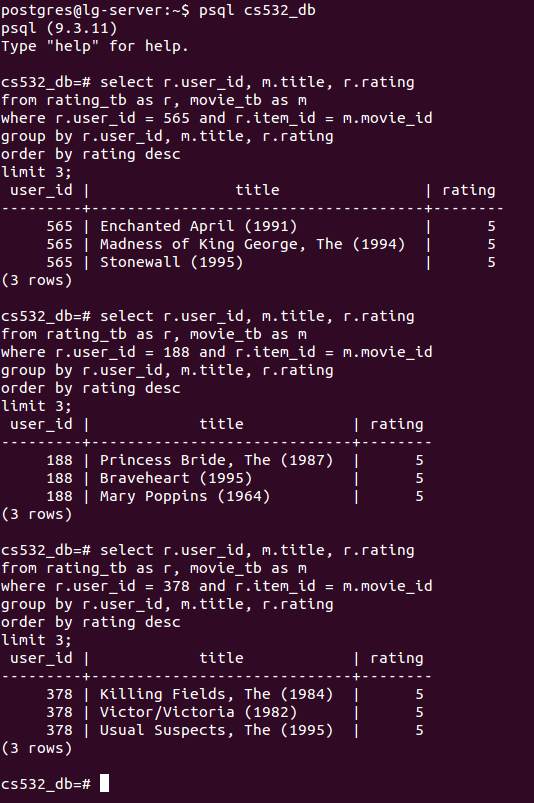 postgres@lg-server:~$ psql cs532_db
psql (9.3.11)
Type "help" for help.

cs532_db=# select r.user_id, m.title, r.rating
from rating_tb as r, movie_tb as m
where r.user_id = 565 and r.item_id = m.movie_id
group by r.user_id, m.title, r.rating
order by rating desc
limit 3;
 user_id |                title                | rating
---------+-------------------------------------+--------
     565 | Enchanted April (1991)              |      5
     565 | Madness of King George, The (1994)  |      5
     565 | Stonewall (1995)                    |      5
(3 rows)

cs532_db=# select r.user_id, m.title, r.rating
from rating_tb as r, movie_tb as m
where r.user_id = 188 and r.item_id = m.movie_id
group by r.user_id, m.title, r.rating
order by rating desc
limit 3;
 user_id |            title            | rating
---------+-----------------------------+--------
     188 | Princess Bride, The (1987)  |      5
     188 | Braveheart (1995)           |      5
     188 | Mary Poppins (1964)         |      5
(3 rows)

cs532_db=# select r.user_id, m.title, r.rating
from rating_tb as r, movie_tb as m
where r.user_id = 378 and r.item_id = m.movie_id
group by r.user_id, m.title, r.rating
order by rating desc
limit 3;
 user_id |            title            | rating
---------+-----------------------------+--------
     378 | Killing Fields, The (1984)  |      5
     378 | Victor/Victoria (1982)      |      5
     378 | Usual Suspects, The (1995)  |      5
(3 rows)

cs532_db=#